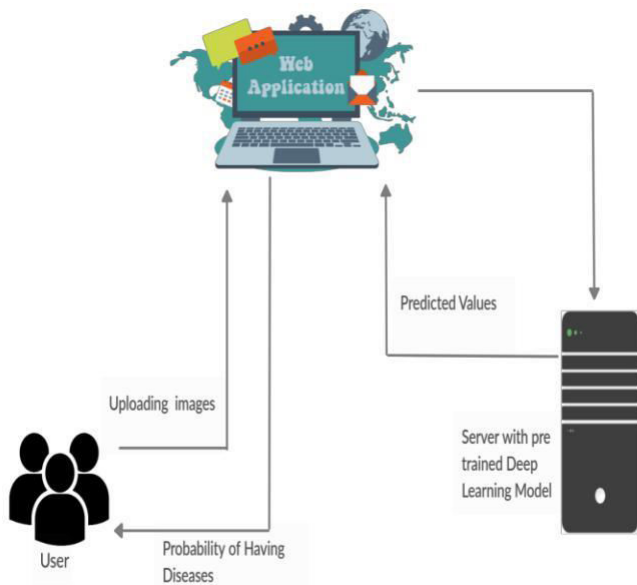 Web
Application
Predicted Values
Uploading images
Server with pre
trained Deep
Learning Model
User
Probability of Having
Diseases